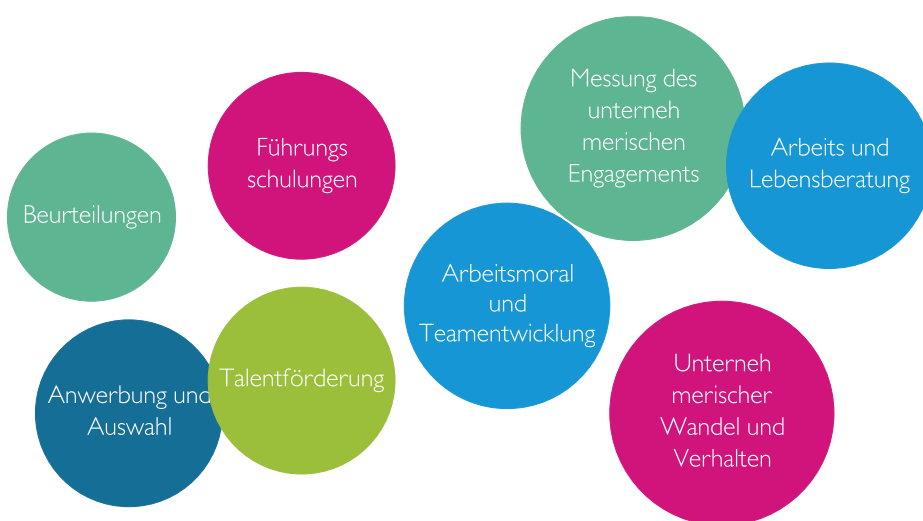 Beurteilungen
Führungs
schulungen
Messung des
unterneh
merischen
Engagements
Arbeits und
Lebensberatung
Anwerbung und
Auswahl
Talentförderung
Arbeitsmoral
und
Teamentwicklung
Unterneh
merischer
Wandel und
Verhalten